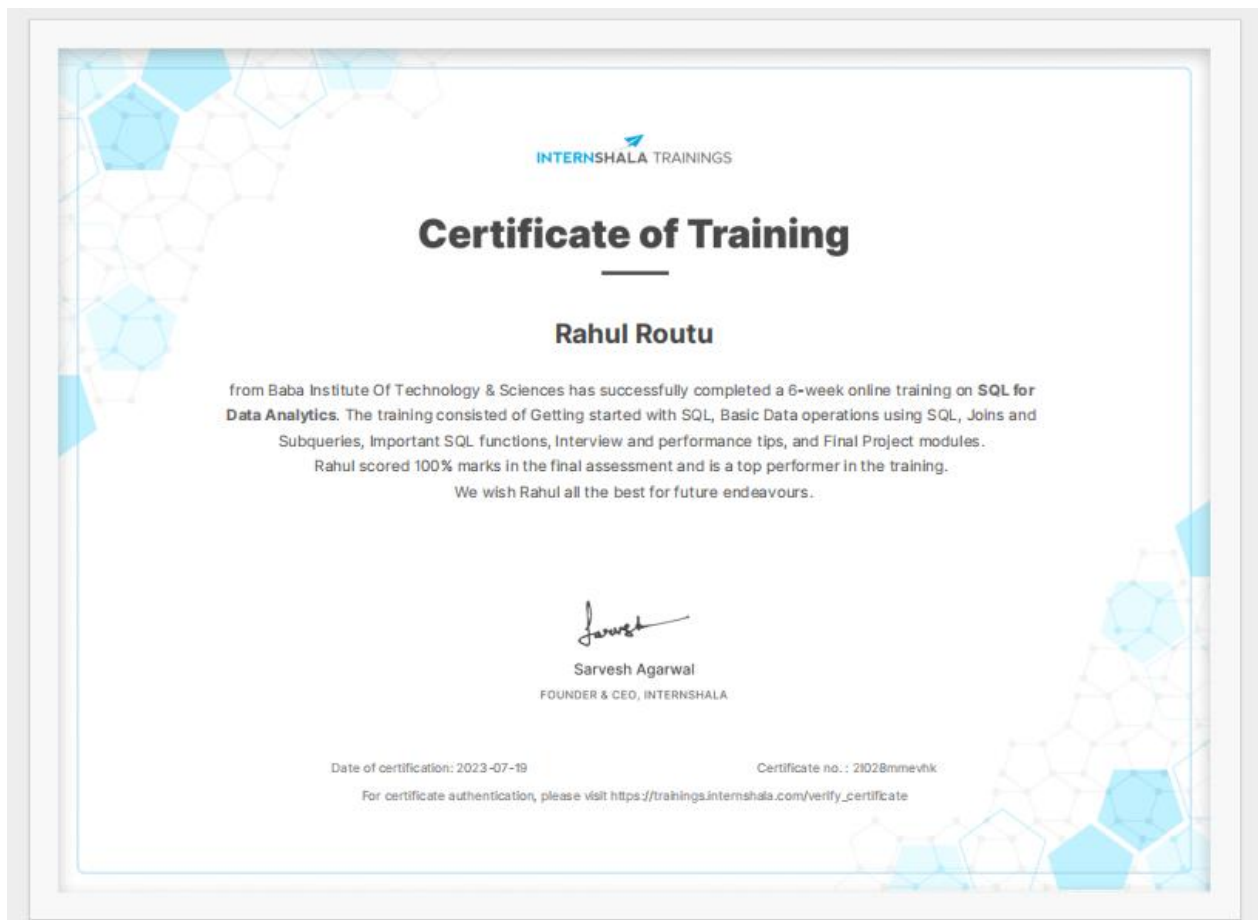 INTERNSHALA TRAININGS
Certificate of Training
Rahul Routu
from Baba Institute Of Technology & Sciences has successfully completed a 6-week online training on SQL for
Data Analytics. The training consisted of Getting started with SQL, Basic Data operations using SQL, Joins and
Subqueries, Important SQL functions, Interview and performance tips, and Final Project modules.
Rahul scored 100% marks in the final assessment and is a top performer in the training.
We wish Rahul all the best for future endeavours.
Sarvesh
Sarvesh Agarwal
FOUNDER & CEO, INTERNSHALA
Date of certification: 2023-07-19
Certificate no. : 2l028mmevhk
For certificate authentication, please visit https://trainings.internshala.com/verify_certificate